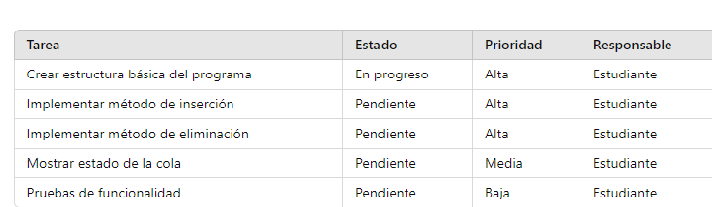 Tarea Estado Prioridad Responsable
Crear estructura básica del programa En progreso Alta Estudiante
Implementar método de inserción Pendiente Alta Estudiante
Implementar método de eliminación Pendiente Alta Estudiante
Mostrar estado de la cola Pendiente Media Estudiante
Pruebas de funcionalidad Pendiente Baja Estudiante